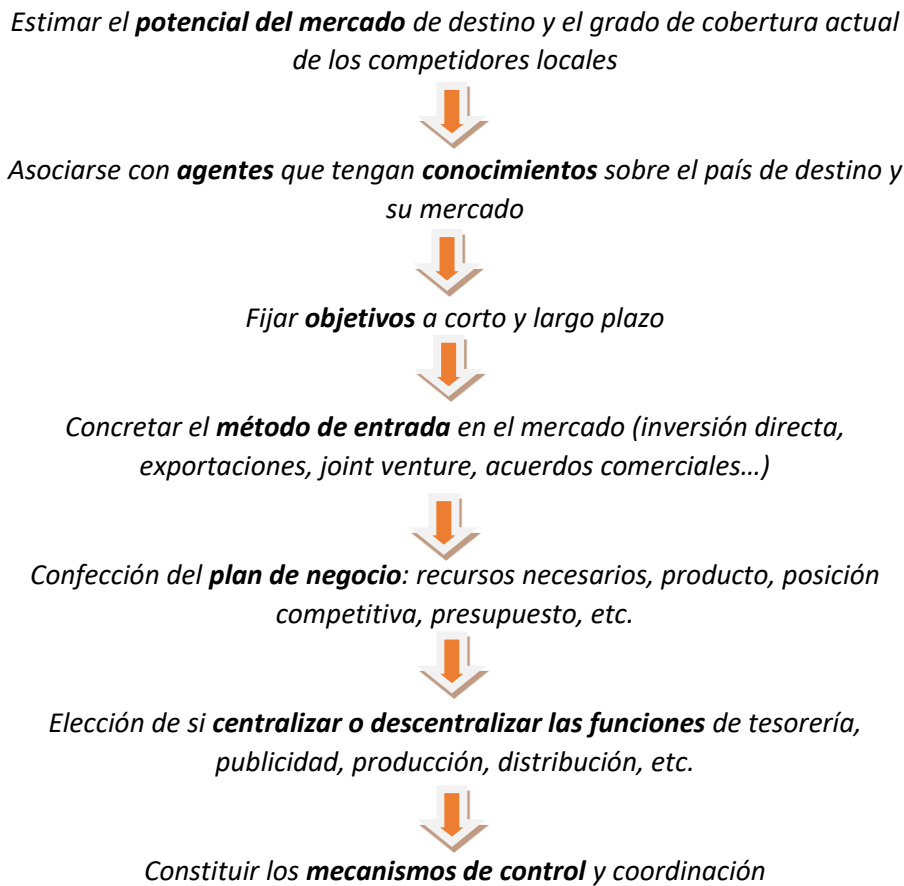 Estimar el potencial del mercado de destino y el grado de cobertura actual
de los competidores locales
Asociarse con agentes que tengan conocimientos sobre el país de destino y
su mercado
Fijar objetivos a corto y largo plazo
Concretar el método de entrada en el mercado (inversión directa,
exportaciones, joint venture, acuerdos comerciales…)
Confección del plan de negocio: recursos necesarios, producto, posición
competitiva, presupuesto, etc.
Elección de si centralizar o descentralizar las funciones de tesorería,
publicidad, producción, distribución, etc.
Constituir los mecanismos de control y coordinación